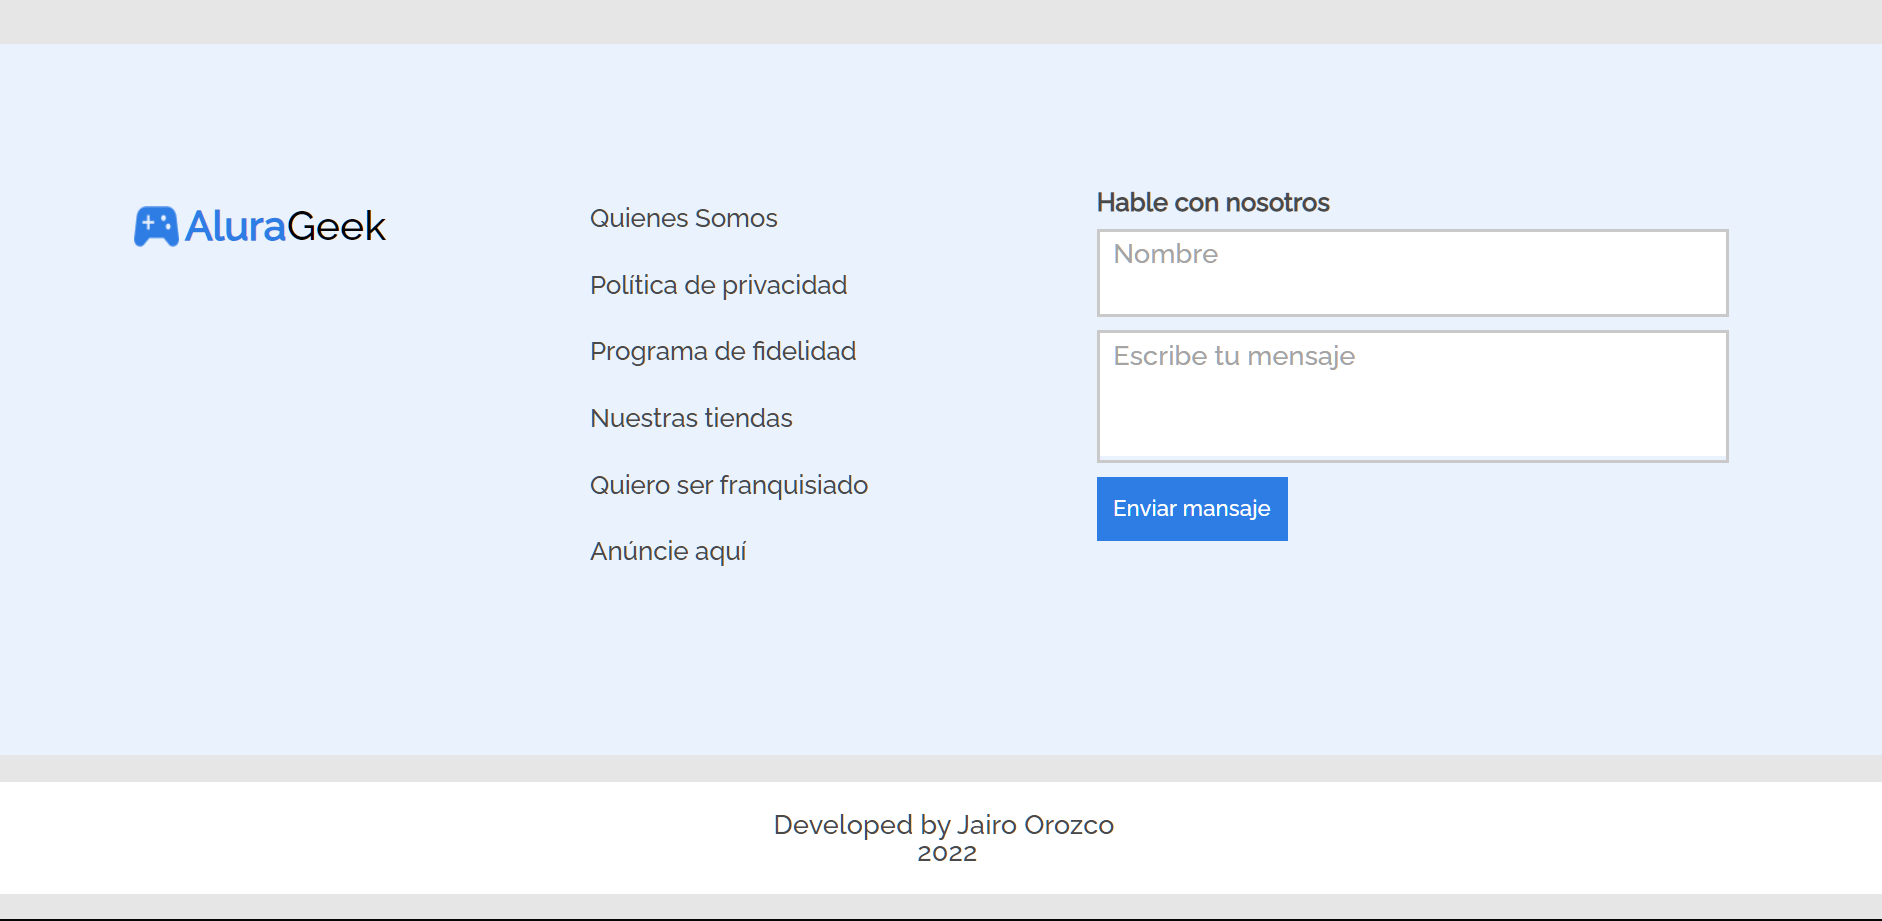 AluraGeek
Quienes Somos
Política de privacidad
Programa de fidelidad
Nuestras tiendas
Quiero ser franquisiado
Anúncie aquí
Hable con nosotros
Nombre
Escribe tu mensaje
Enviar mansaje
Developed by Jairo Orozco
2022